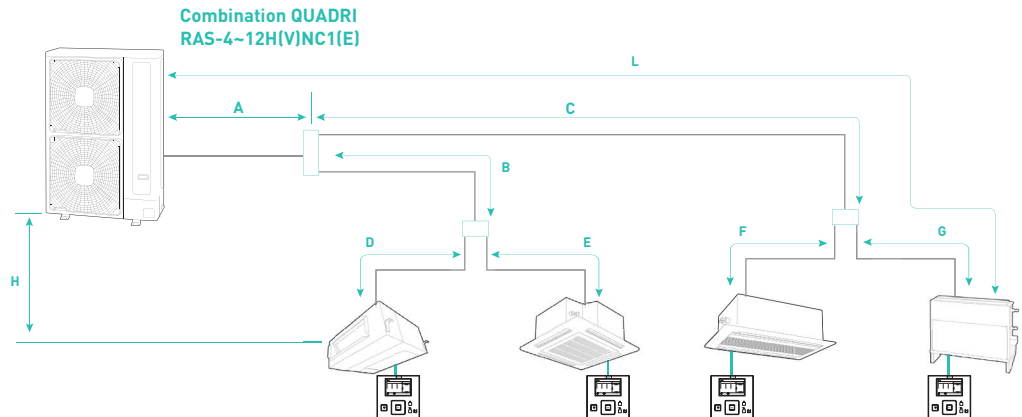 Combination QUADRI
RAS-4~12H(V)NC1(E)
L
A
C
B
D
E
F
G
H